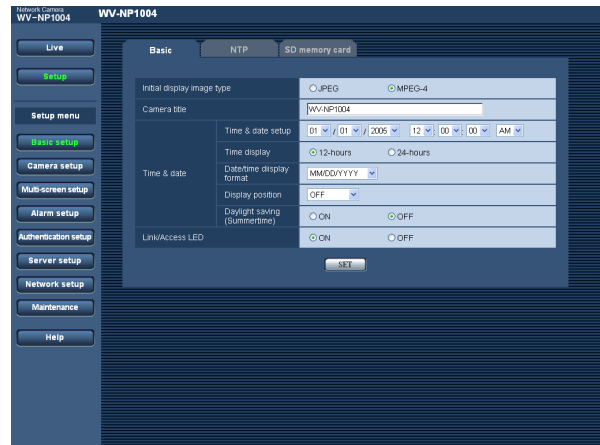 Network Camera
WV-NP1004
WV-NP1004
Live
Setup
Setup menu
Basic setup
Camera setup
Multi-screen setup
Alarm setup
Authentication setup
Server setup
Network setup
Maintenance
Help
Basic NTP SD memory card
Initial display image type JPEG MPEG-4
Camera title WV-NP1004
Time & date
Time & date setup 01 / 01 / 2005 12 : 00 : 00 AM
Time display 12-hours 24-hours
Date/time display
format MM/DD/YYYY
Display position OFF
Daylight saving
(Summertime) ON OFF
Link/Access LED ON OFF
SET